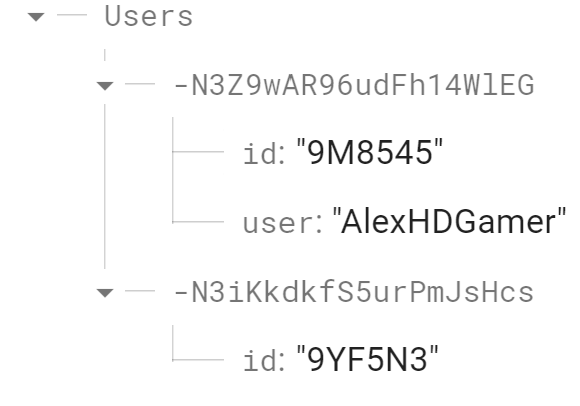 Users
-N3Z9wAR96udFh14WlEG
id: "9M8545"
user: "AlexHDGamer"
-N3iKkdkfS5urPmJsHcs
id: "9YF5N3"